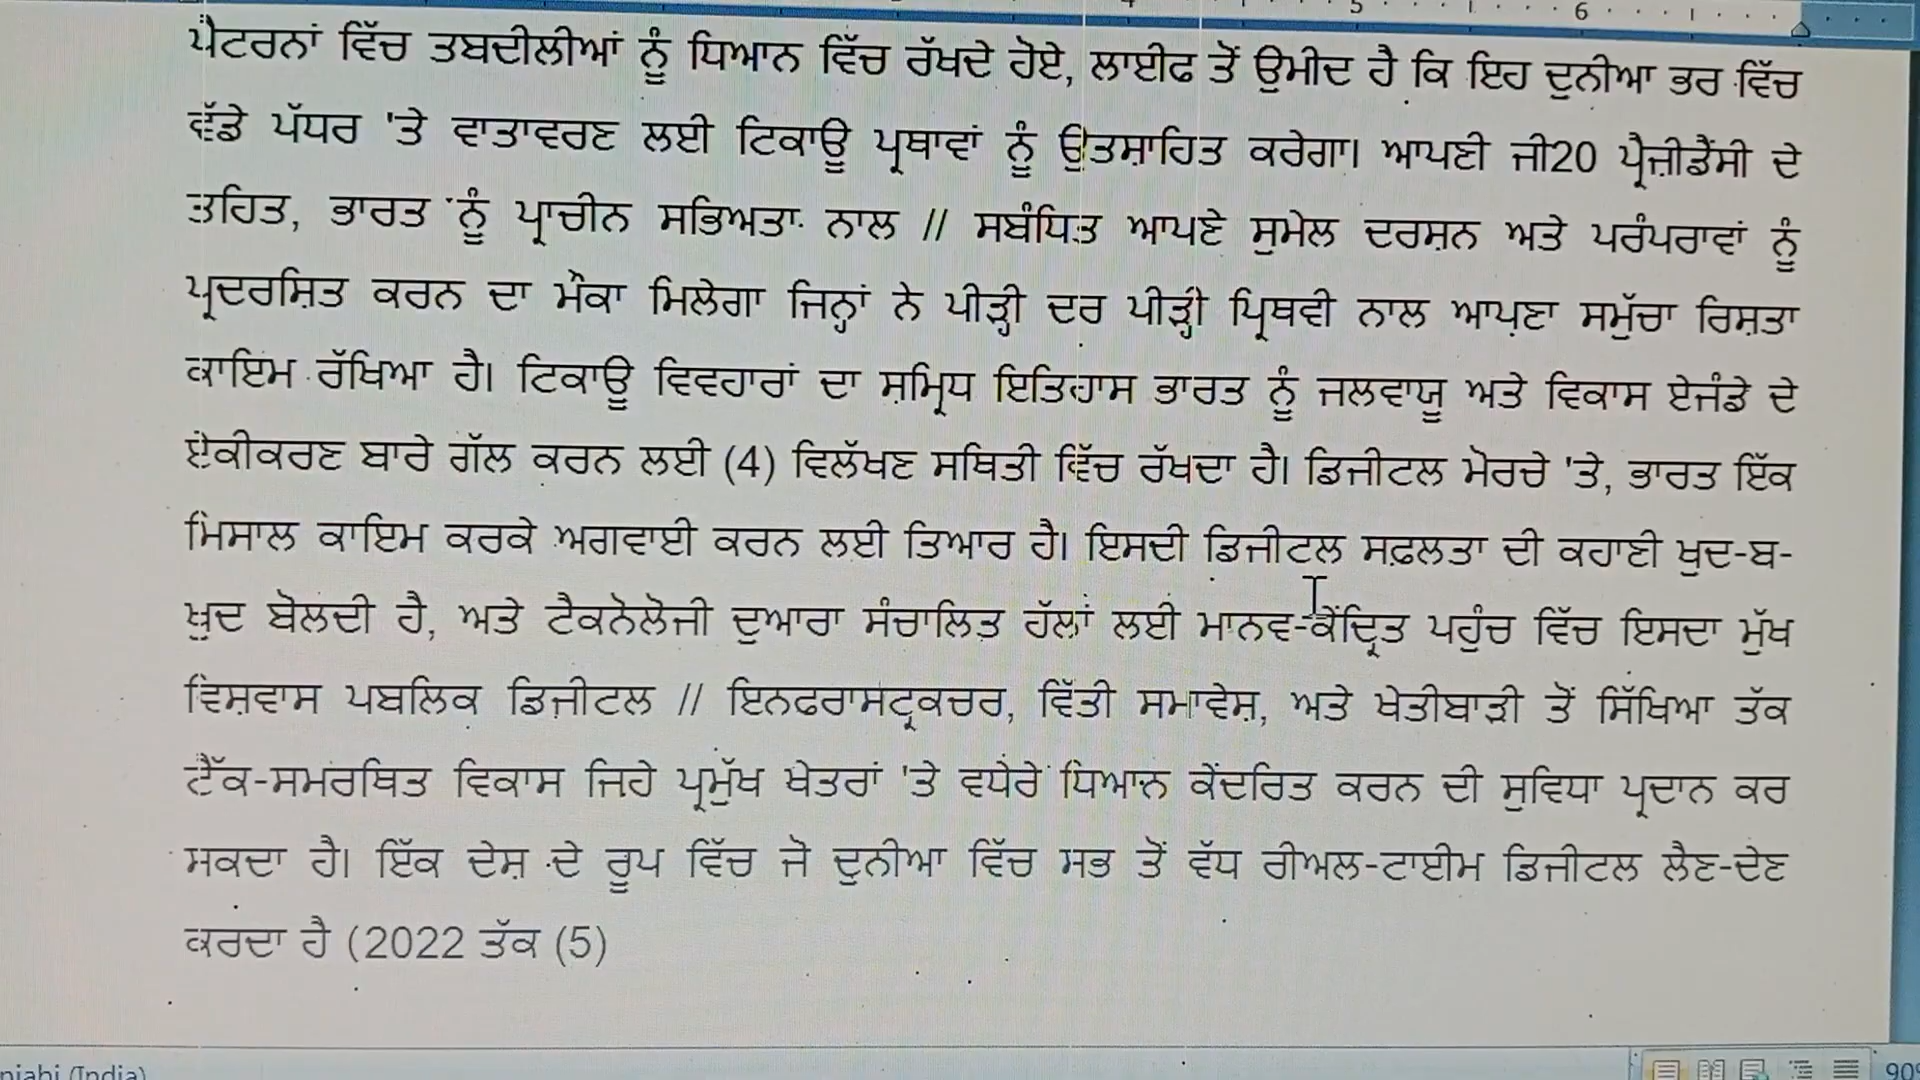 5 6
ਪੈਟਰਨਾਂ ਵਿੱਚ ਤਬਦੀਲੀਆਂ ਨੂੰ ਧਿਆਨ ਵਿੱਚ ਰੱਖਦੇ ਹੋਏ, ਲਾਈਫ ਤੋਂ ਉਮੀਦ ਹੈ ਕਿ ਇਹ ਦੁਨੀਆ ਭਰ ਵਿੱਚ
ਵੱਡੇ ਪੱਧਰ 'ਤੇ ਵਾਤਾਵਰਣ ਲਈ ਟਿਕਾਊ ਪ੍ਰਥਾਵਾਂ ਨੂੰ ਉਤਸ਼ਾਹਿਤ ਕਰੇਗਾ। ਆਪਣੀ ਜੀ20 ਪ੍ਰੈਜ਼ੀਡੈਂਸੀ ਦੇ
ਤਹਿਤ, ਭਾਰਤ ਨੂੰ ਪ੍ਰਾਚੀਨ ਸਭਿਅਤਾ ਨਾਲ // ਸਬੰਧਿਤ ਆਪਣੇ ਸੁਮੇਲ ਦਰਸ਼ਨ ਅਤੇ ਪਰੰਪਰਾਵਾਂ ਨੂੰ
ਪ੍ਰਦਰਸ਼ਿਤ ਕਰਨ ਦਾ ਮੌਕਾ ਮਿਲੇਗਾ ਜਿਨ੍ਹਾਂ ਨੇ ਪੀੜ੍ਹੀ ਦਰ ਪੀੜ੍ਹੀ ਪ੍ਰਿਥਵੀ ਨਾਲ ਆਪਣਾ ਸਮੁੱਚਾ ਰਿਸ਼ਤਾ
ਕਾਇਮ ਰੱਖਿਆ ਹੈ। ਟਿਕਾਊ ਵਿਵਹਾਰਾਂ ਦਾ ਸ਼ਮ੍ਰਿਧ ਇਤਿਹਾਸ ਭਾਰਤ ਨੂੰ ਜਲਵਾਯੂ ਅਤੇ ਵਿਕਾਸ ਏਜੰਡੇ ਦੇ
ਏਕੀਕਰਣ ਬਾਰੇ ਗੱਲ ਕਰਨ ਲਈ (4) ਵਿਲੱਖਣ ਸਥਿਤੀ ਵਿੱਚ ਰੱਖਦਾ ਹੈ। ਡਿਜੀਟਲ ਮੋਰਚੇ 'ਤੇ, ਭਾਰਤ ਇੱਕ
ਮਿਸਾਲ ਕਾਇਮ ਕਰਕੇ ਅਗਵਾਈ ਕਰਨ ਲਈ ਤਿਆਰ ਹੈ। ਇਸਦੀ ਡਿਜੀਟਲ ਸਫ਼ਲਤਾ ਦੀ ਕਹਾਣੀ ਖੁਦ-ਬ-
ਖੁਦ ਬੋਲਦੀ ਹੈ, ਅਤੇ ਟੈਕਨੋਲੋਜੀ ਦੁਆਰਾ ਸੰਚਾਲਿਤ ਹੱਲਾਂ ਲਈ ਮਾਨਵ-ਕੇਂਦ੍ਰਿਤ ਪਹੁੰਚ ਵਿੱਚ ਇਸਦਾ ਮੁੱਖ
ਵਿਸ਼ਵਾਸ ਪਬਲਿਕ ਡਿਜੀਟਲ // ਇਨਫਰਾਸਟ੍ਰਕਚਰ, ਵਿੱਤੀ ਸਮਾਵੇਸ਼, ਅਤੇ ਖੇਤੀਬਾੜੀ ਤੋਂ ਸਿੱਖਿਆ ਤੱਕ
ਟੈੱਕ-ਸਮਰਥਿਤ ਵਿਕਾਸ ਜਿਹੇ ਪ੍ਰਮੁੱਖ ਖੇਤਰਾਂ 'ਤੇ ਵਧੇਰੇ ਧਿਆਨ ਕੇਂਦਰਿਤ ਕਰਨ ਦੀ ਸੁਵਿਧਾ ਪ੍ਰਦਾਨ ਕਰ
ਸਕਦਾ ਹੈ। ਇੱਕ ਦੇਸ਼ ਦੇ ਰੂਪ ਵਿੱਚ ਜੋ ਦੁਨੀਆ ਵਿੱਚ ਸਭ ਤੋਂ ਵੱਧ ਰੀਅਲ-ਟਾਈਮ ਡਿਜੀਟਲ ਲੈਣ-ਦੇਣ
ਕਰਦਾ ਹੈ (2022 ਤੱਕ (5)
(India)